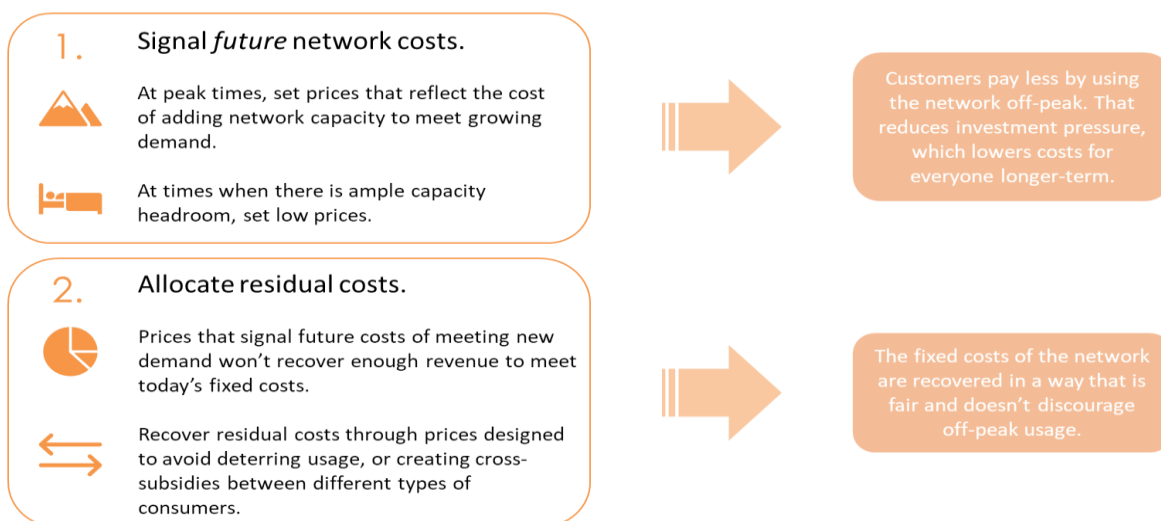 1.
Signal future network costs.
At peak times, set prices that reflect the cost
of adding network capacity to meet growing
demand.
At times when there is ample capacity
headroom, set low prices.
Customers pay less by using
the network off-peak. That
reduces investment pressure,
which lowers costs for
everyone longer-term.
2.
Allocate residual costs.
Prices that signal future costs of meeting new
demand won’t recover enough revenue to meet
today’s fixed costs.
Recover residual costs through prices designed
to avoid deterring usage, or creating cross-
subsidies between different types of
consumers.
The fixed costs of the network
are recovered in a way that is
fair and doesn’t discourage
off-peak usage.